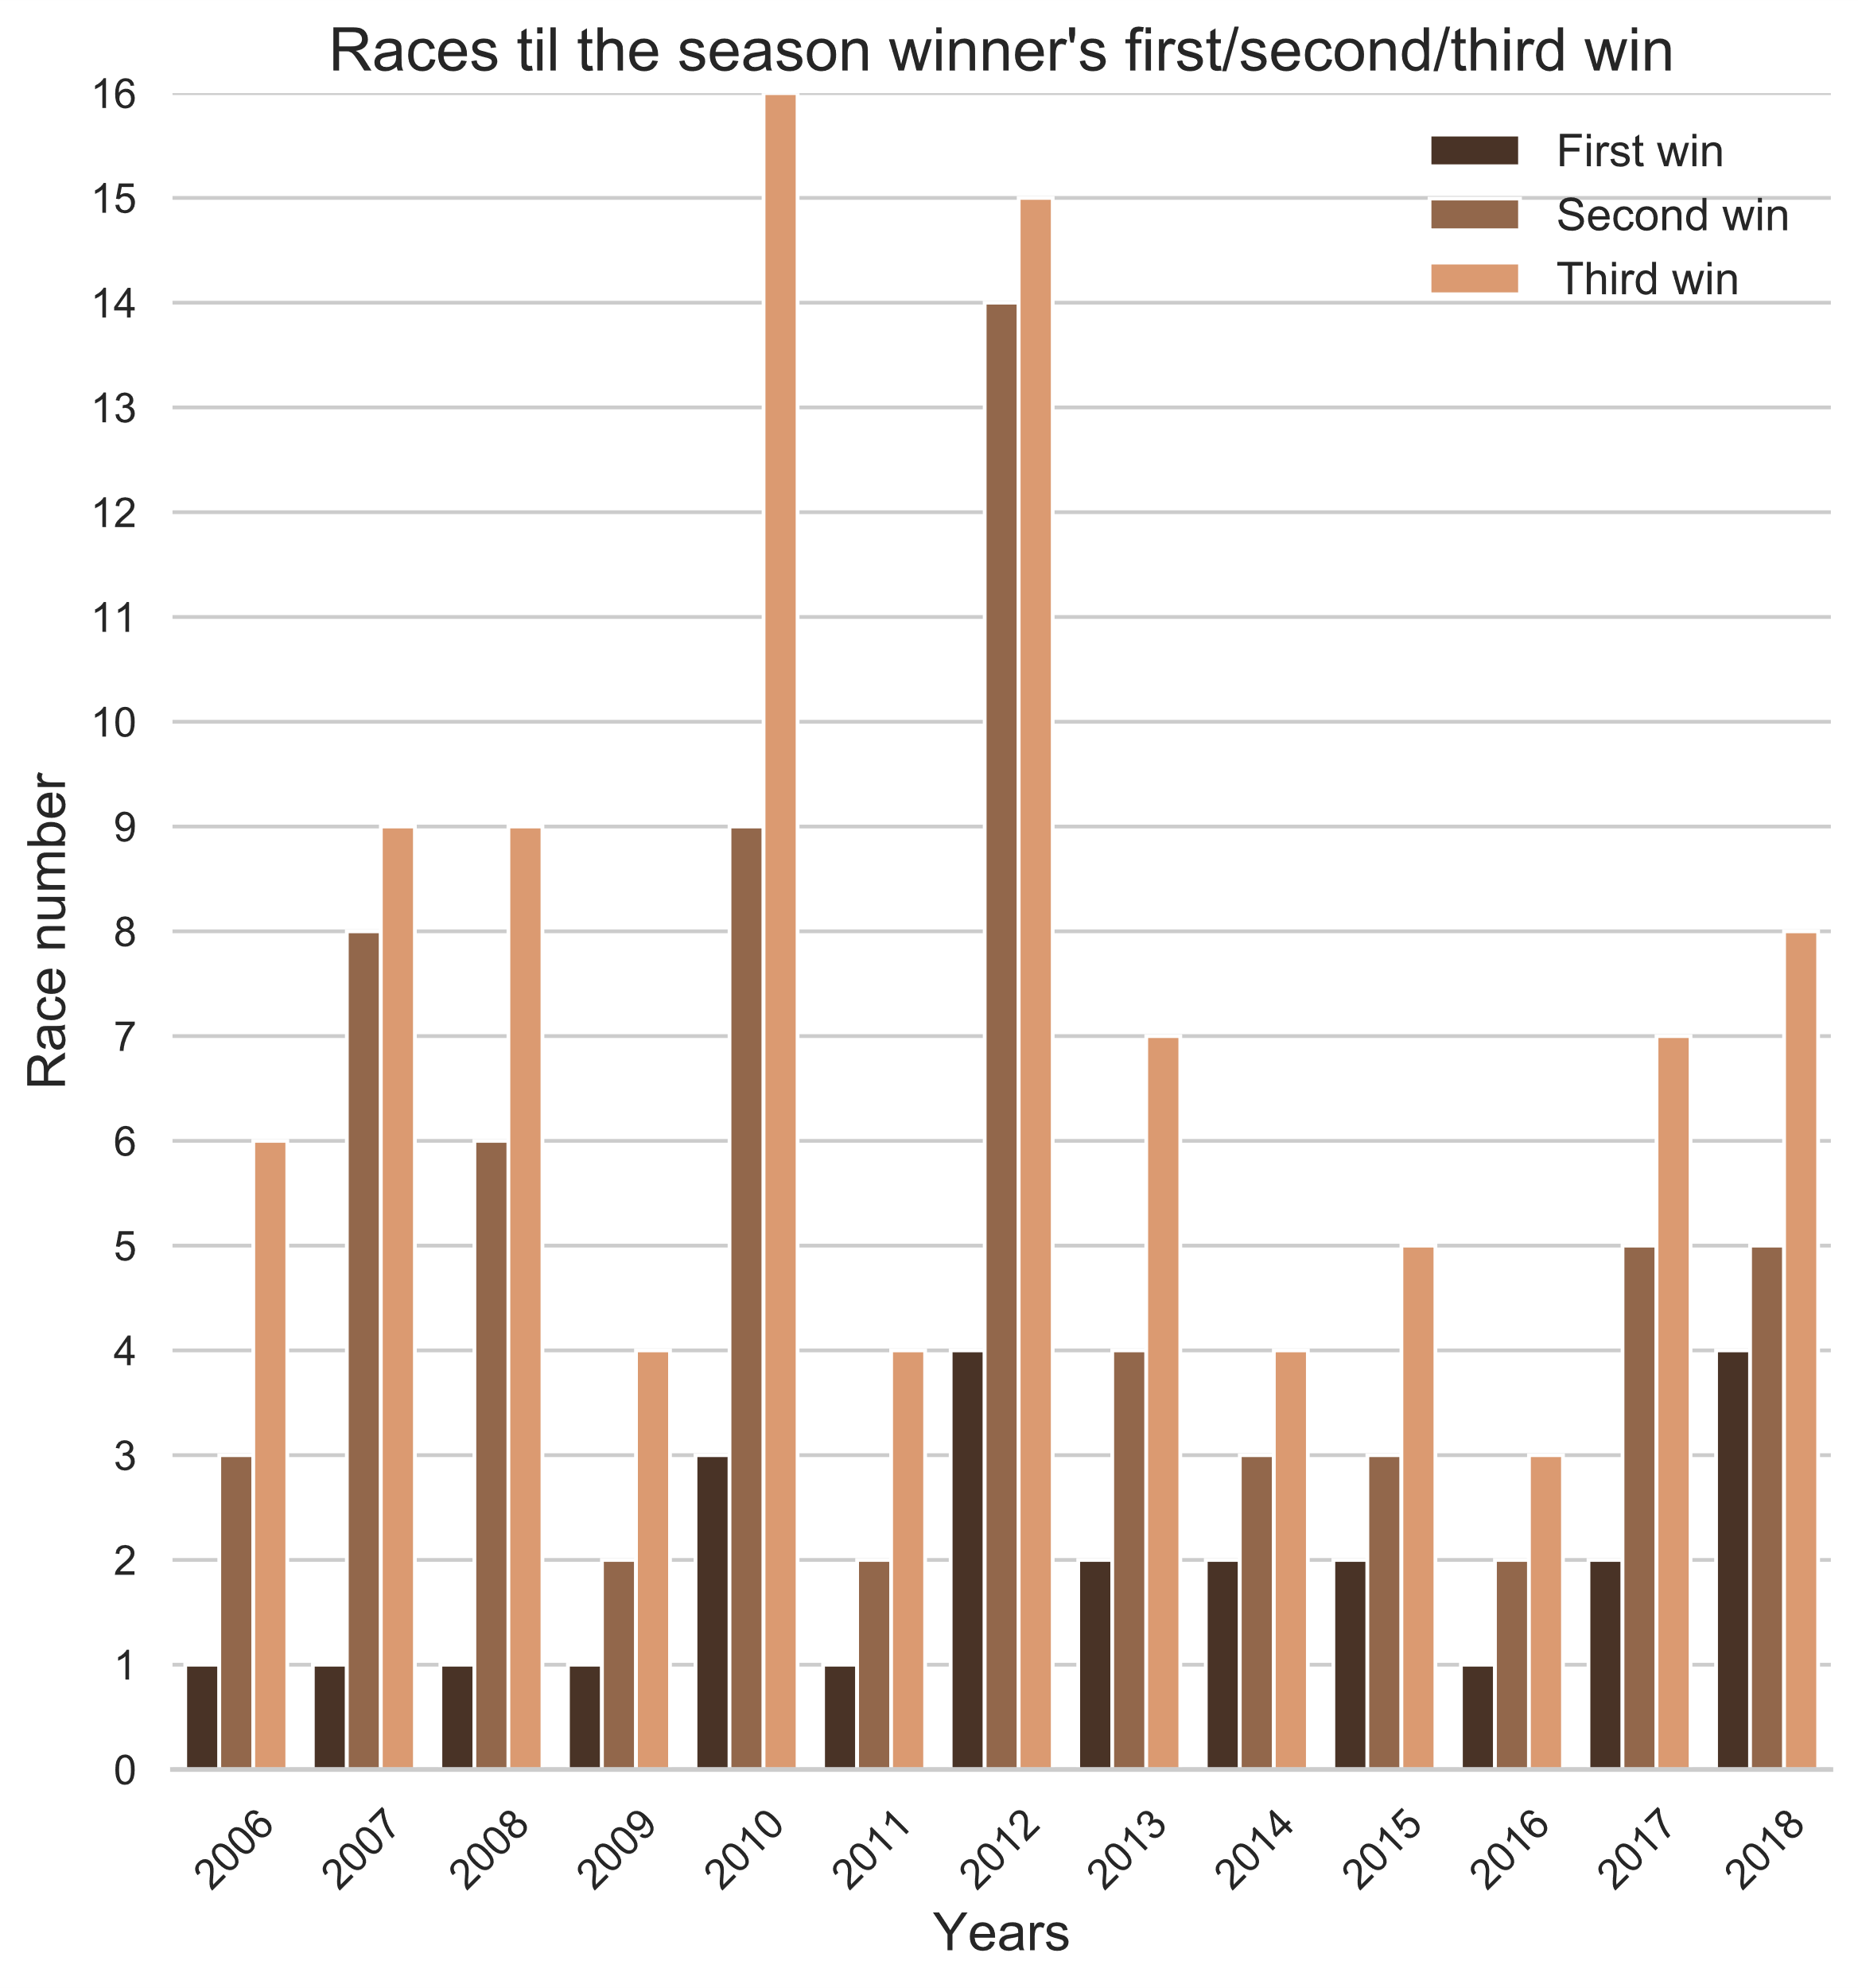 Races til the season winner's first/second/third win
16
15
14
13
12
11
10
9
8
7
6
5
4
3
2
1
0
Race number
First win
Second win
Third win
2006 2007 2008 2009 2010 2011 2012 2013 2014 2015 2016 2017 2018
Years